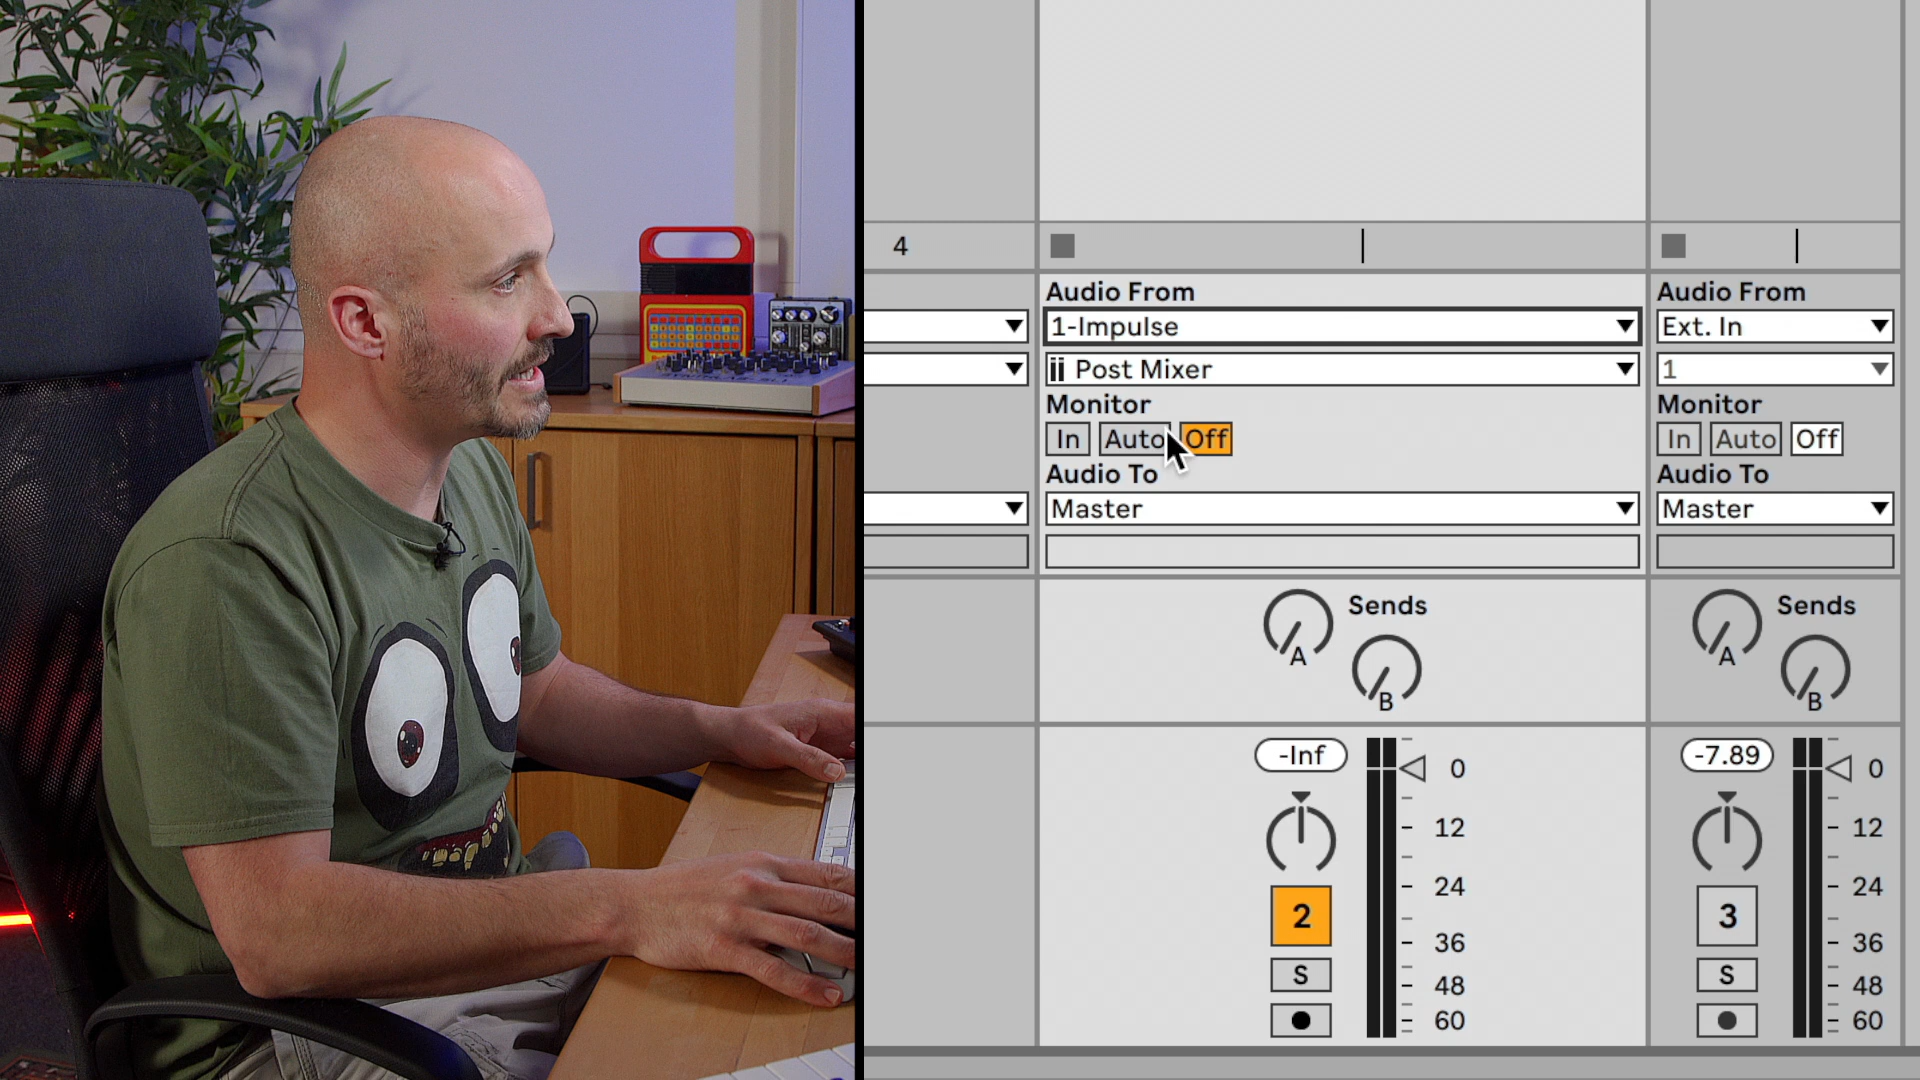 4
Audio From
1-Impulse
Post Mixer
Monitor
In Auto Off
Audio To
Master
Sends
A
B
-Inf
0
12
24
36
48
60
2
S
Audio From
Ext. In
1
Monitor
In Auto Off
Audio To
Master
Sends
A
B
-7.89
0
12
24
36
48
60
3
S